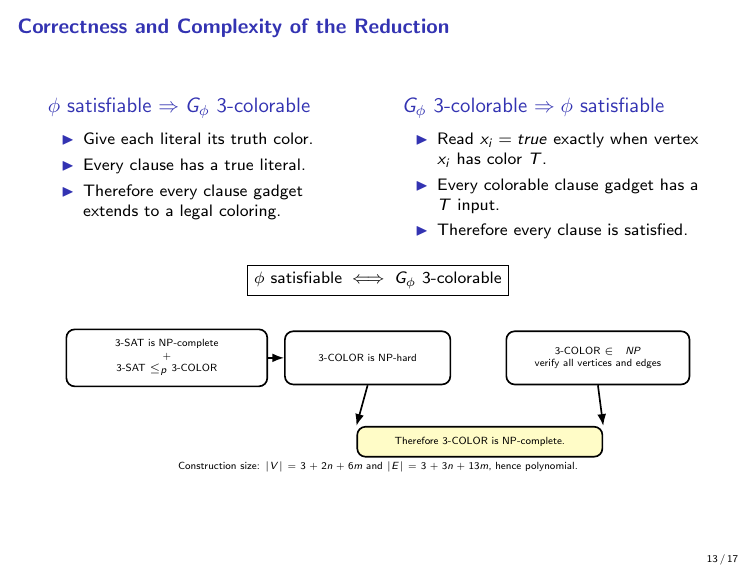 Correctness and Complexity of the Reduction
ϕ satisfiable ⇒ Gϕ 3-colorable
▶ Give each literal its truth color.
▶ Every clause has a true literal.
▶ Therefore every clause gadget
extends to a legal coloring.
Gϕ 3-colorable ⇒ ϕ satisfiable
▶ Read xi = true exactly when vertex
xi has color T.
▶ Every colorable clause gadget has a
T input.
▶ Therefore every clause is satisfied.
ϕ satisfiable ⟺ Gϕ 3-colorable
3-SAT is NP-complete
+
3-SAT ≤p 3-COLOR
3-COLOR is NP-hard
3-COLOR ∈ NP
verify all vertices and edges
Therefore 3-COLOR is NP-complete.
Construction size: |V| = 3 + 2n + 6m and |E| = 3 + 3n + 13m, hence polynomial.
13 / 17